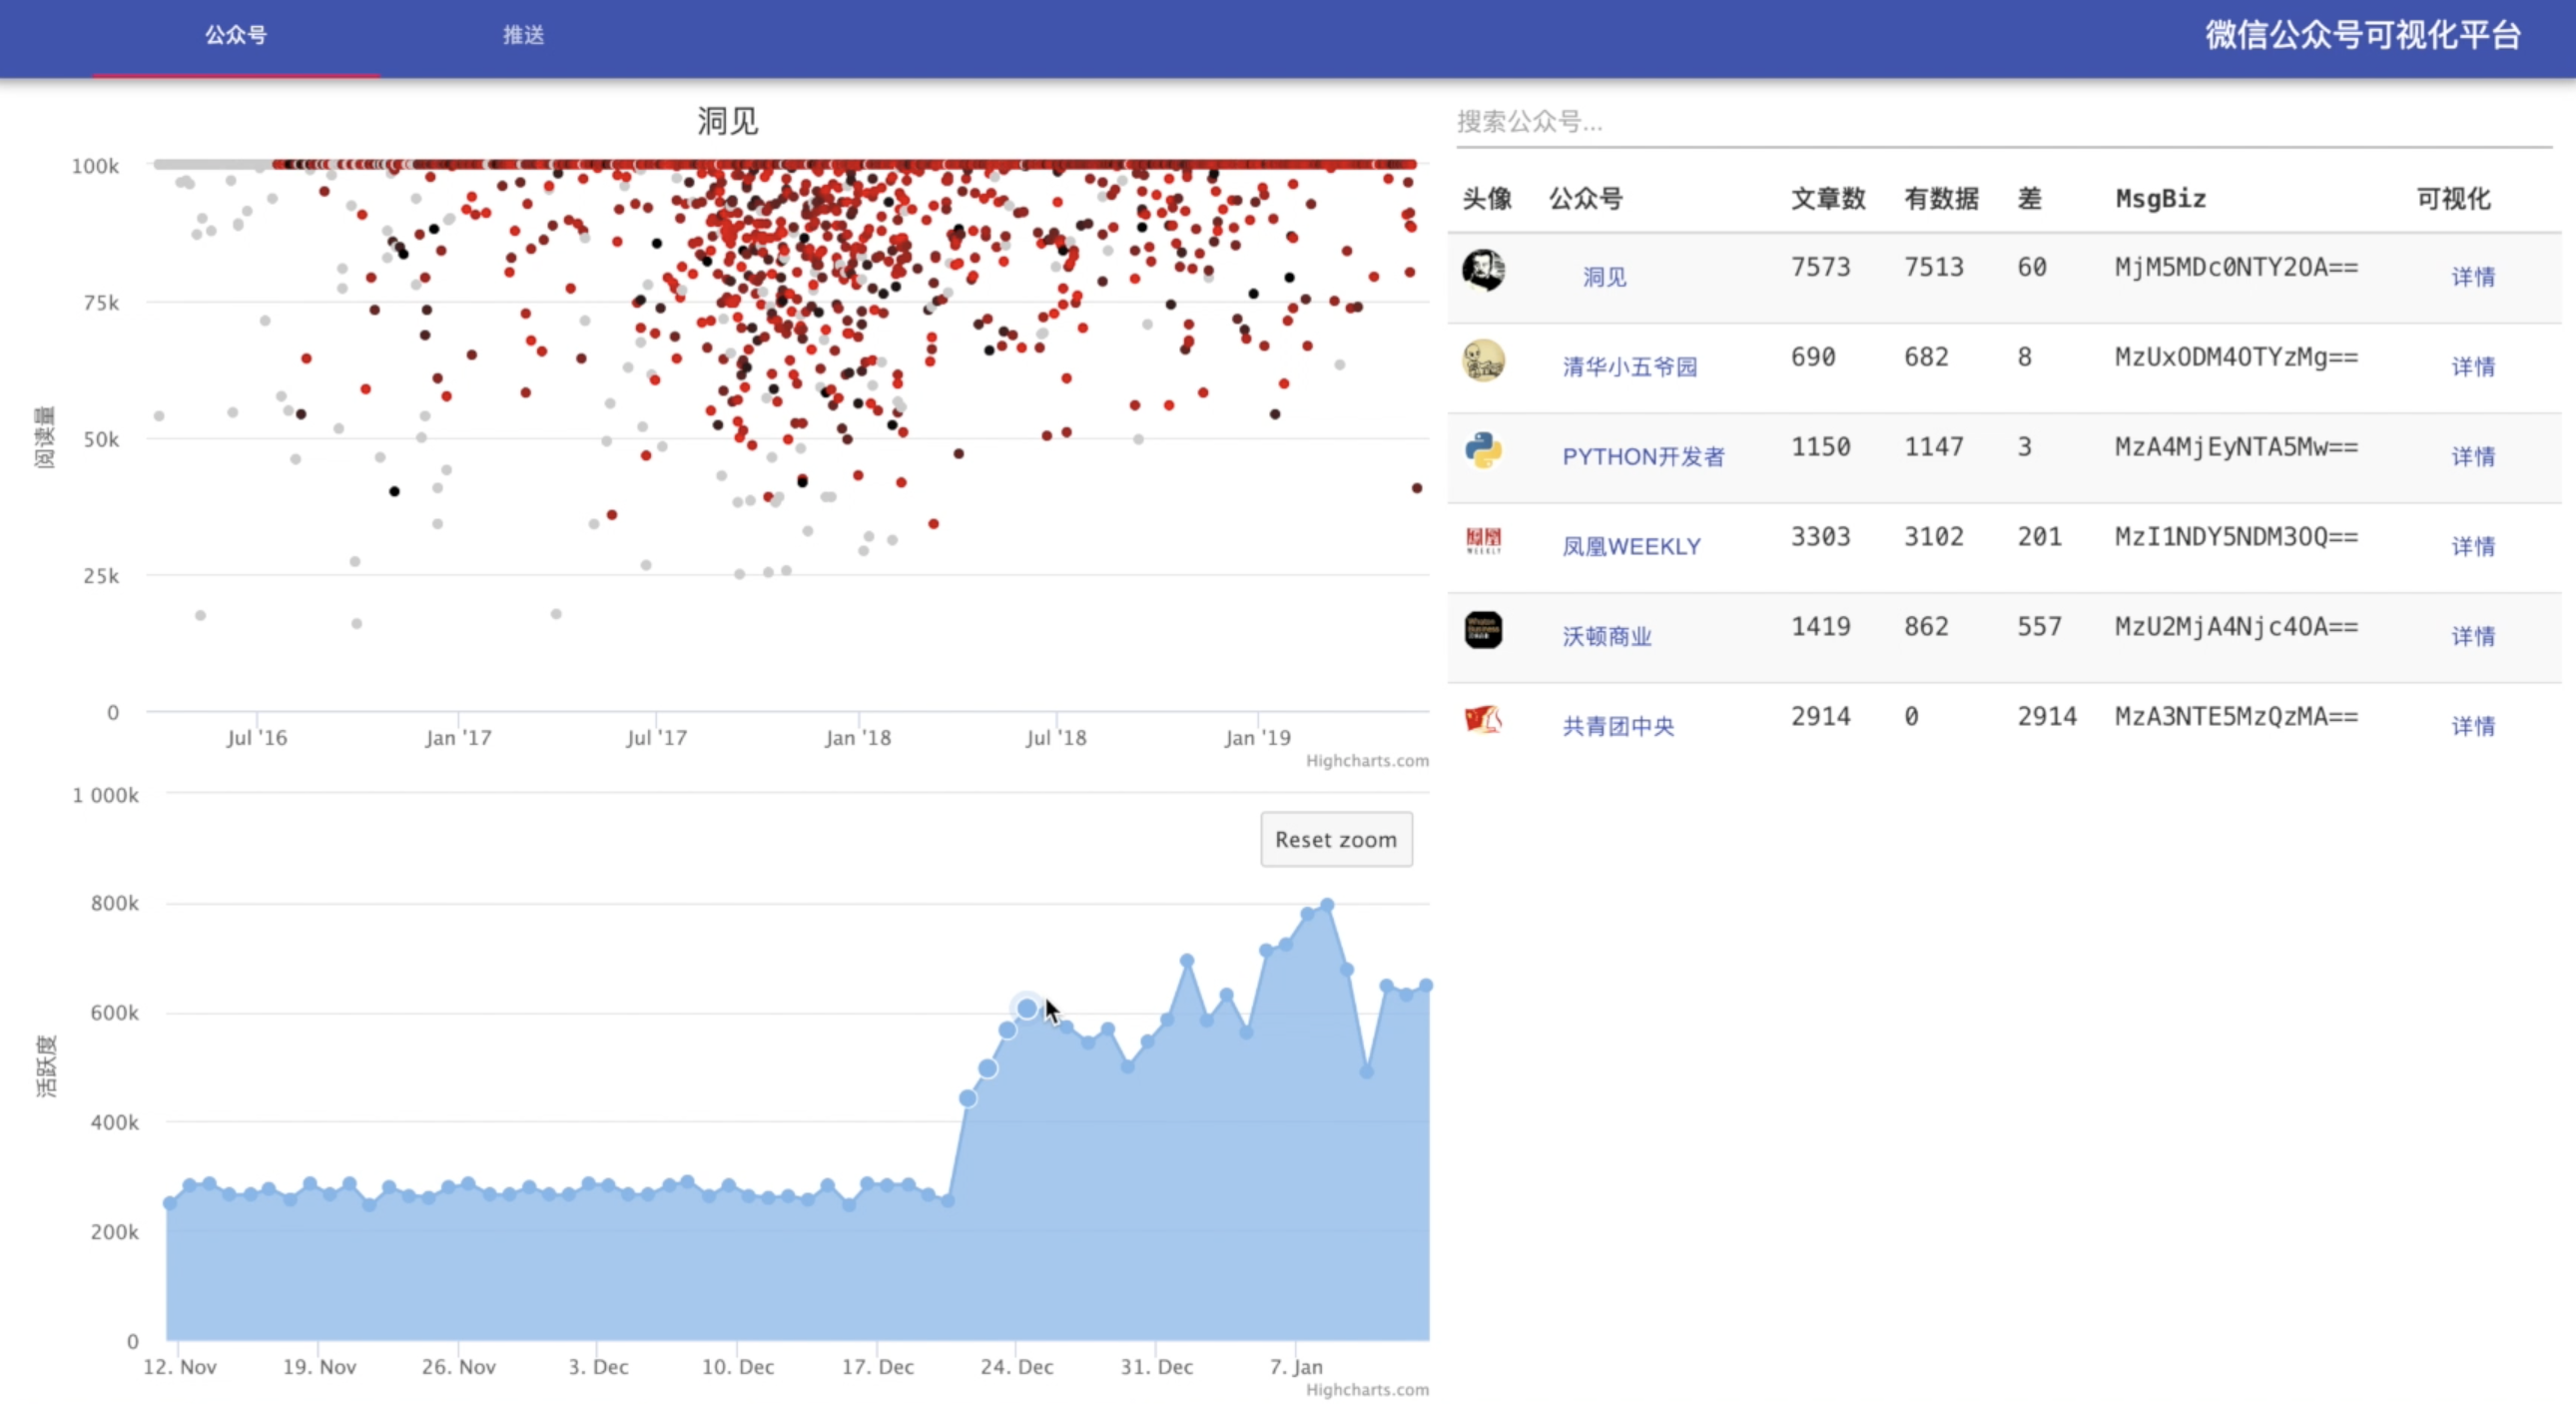 公众号 推送 微信公众号可视化平台
洞见
100k
75k
50k
25k
0
阅读量
Jul '16 Jan '17 Jul '17 Jan '18 Jul '18 Jan '19
Highcharts.com
1 000k
800k
600k
400k
200k
0
活跃度
Reset zoom
12. Nov 19. Nov 26. Nov 3. Dec 10. Dec 17. Dec 24. Dec 31. Dec 7. Jan
Highcharts.com
搜索公众号...
头像 公众号 文章数 有数据 差 MsgBiz 可视化
洞见 7573 7513 60 MjM5MDc0NTY2OA== 详情
清华小五爷园 690 682 8 MzUxODM4OTYzMg== 详情
PYTHON开发者 1150 1147 3 MzA4MjEyNTA5Mw== 详情
凤凰WEEKLY 3303 3102 201 MzI1NDY5NDM3OQ== 详情
沃顿商业 1419 862 557 MzU2MjA4Njc4OA== 详情
共青团中央 2914 0 2914 MzA3NTE5MzQzMA== 详情